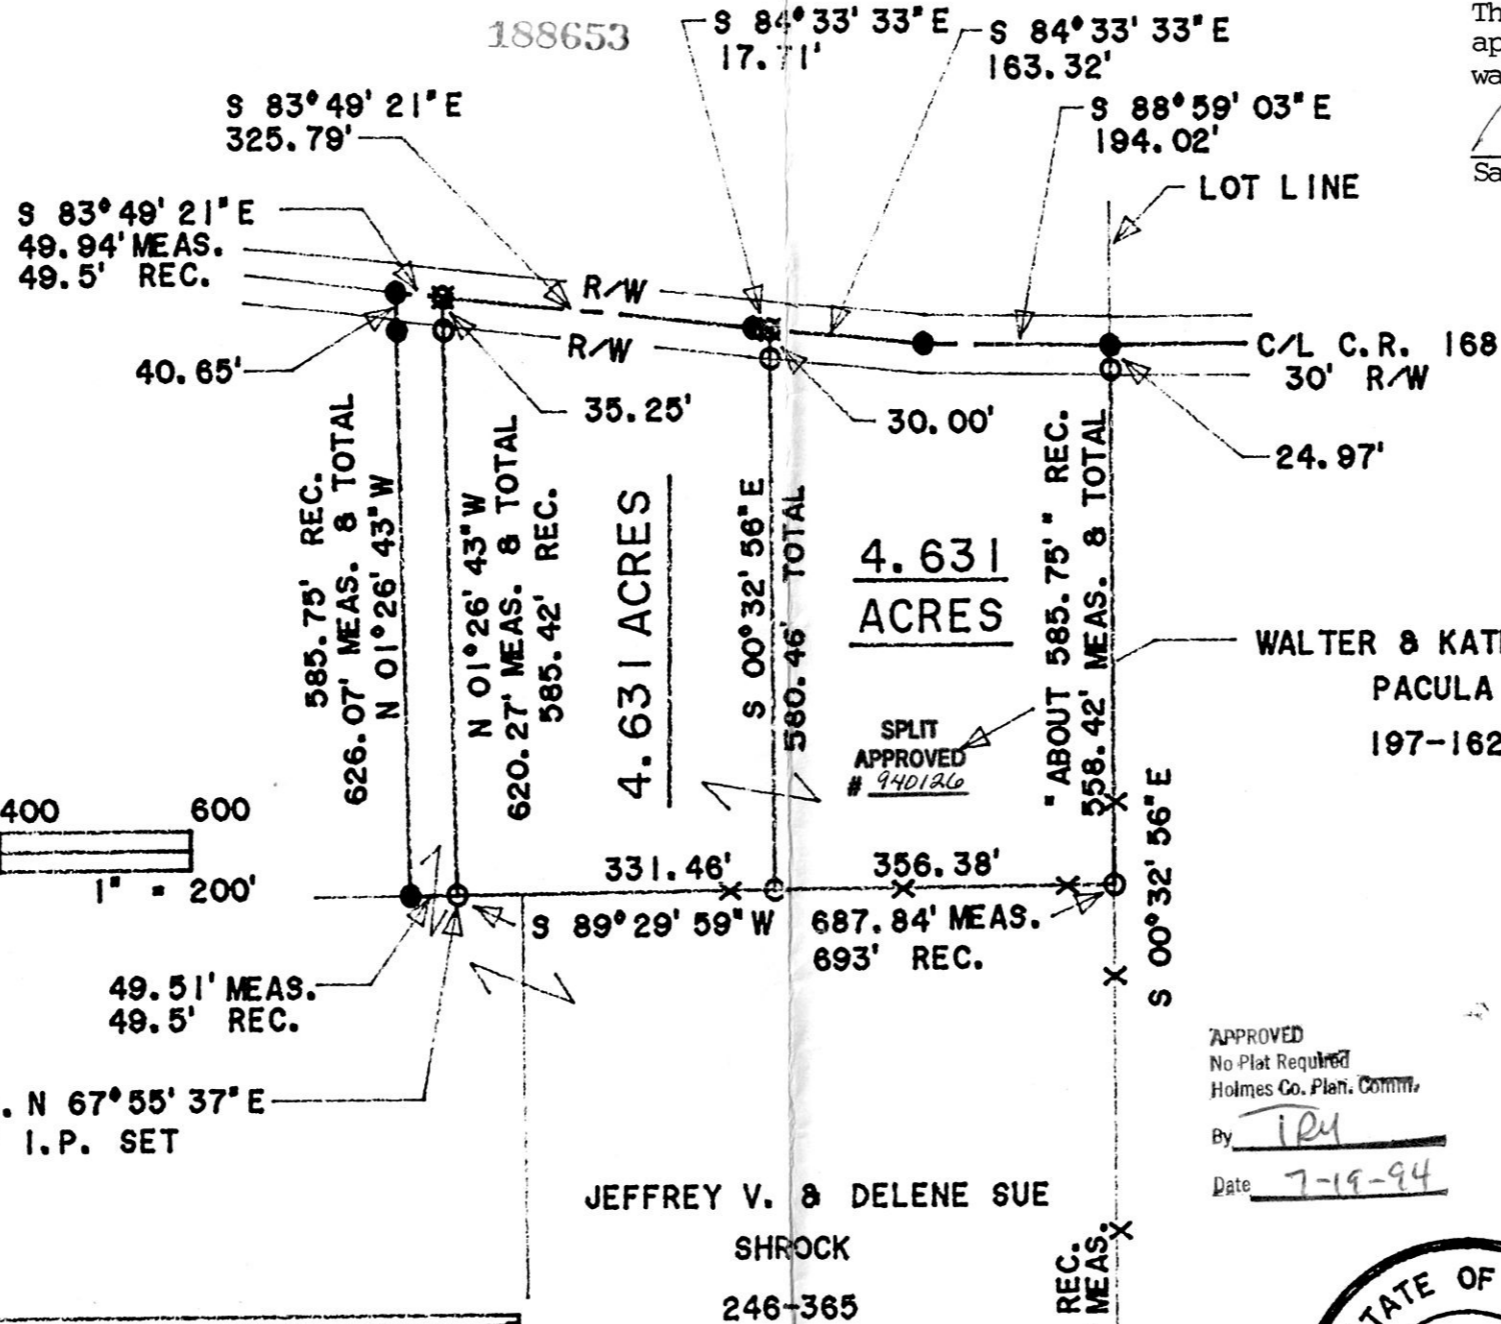 188653
S 84°33'33"E
17.71'
S 84°33'33"E
163.32'
S 83°49'21"E
325.79'
S 88°59'03"E
194.02'
LOT LINE
S 83°49'21"E
49.94' MEAS.
49.5' REC.
R/W
R/W
C/L C.R. 168
30' R/W
40.65'
35.25'
30.00'
24.97'
585.75' REC.
626.07' MEAS. & TOTAL
N 01°26'43"W
N 01°26'43"W
620.27' MEAS. & TOTAL
585.42' REC.
4.631 ACRES
S 00°32'56"E
580.46' TOTAL
4.631
ACRES
"ABOUT 585.75'" REC.
558.42' MEAS. & TOTAL
WALTER &
PACULA
SPLIT
APPROVED
# 940126
S 00°32'56"E
400 600
1" = 200'
331.46'
356.38'
S 89°29'59"W
687.84' MEAS.
693' REC.
49.51' MEAS.
49.5' REC.
N 67°55'37"E
I.P. SET
APPROVED
No Plat Required
Holmes Co. Plan. Comm.
By
Date 7-19-94
JEFFREY V. & DELENE SUE
SHROCK
246-365
REC.
MEAS.
OF